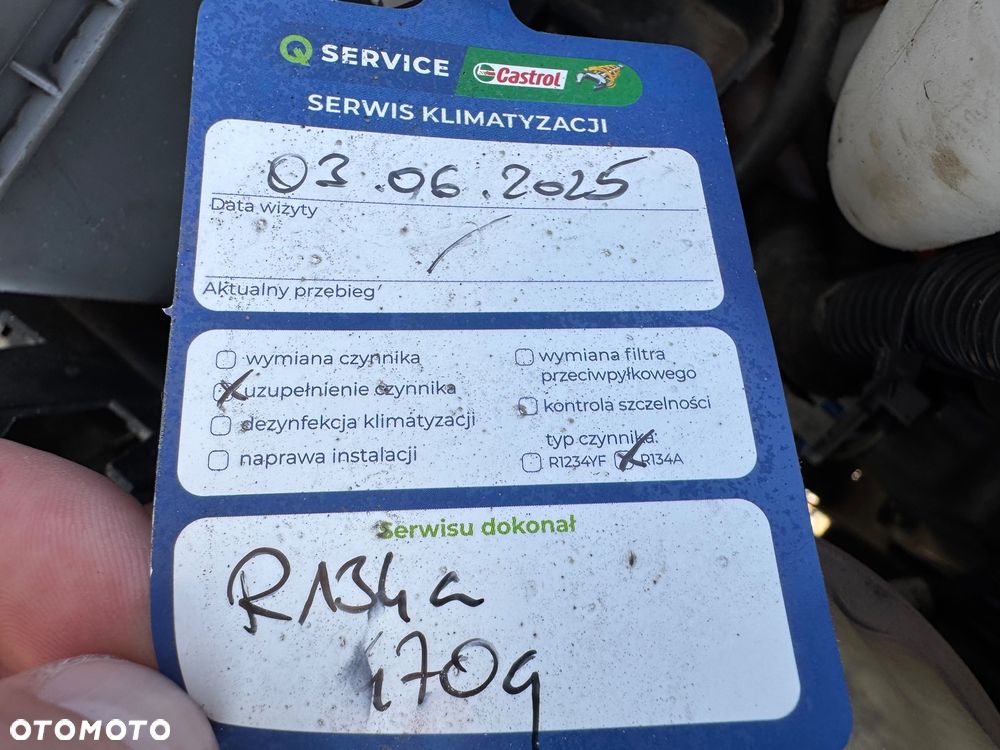 Q SERVICE Castrol
SERWIS KLIMATYZACJI
03.06.2025
Data wizyty
Aktualny przebieg
wymiana czynnika
uzupełnienie czynnika
dezynfekcja klimatyzacji
naprawa instalacji
wymiana filtra
przeciwpyłkowego
kontrola szczelności
typ czynnika:
R1234YF R134A
Serwisu dokonał
R134a
OTOMOTO